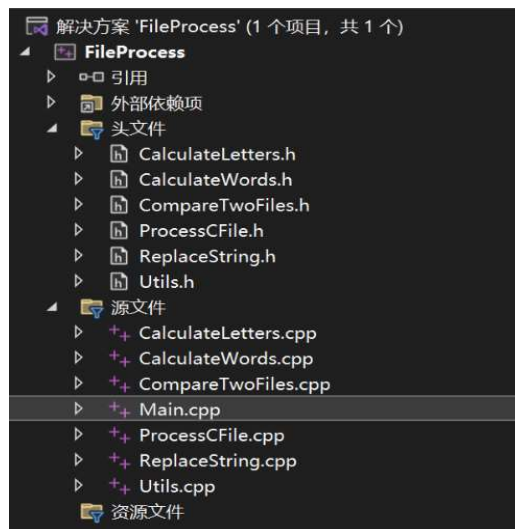 解决方案 'FileProcess' (1 个项目，共 1 个)
FileProcess
引用
外部依赖项
头文件
CalculateLetters.h
CalculateWords.h
CompareTwoFiles.h
ProcessCFile.h
ReplaceString.h
Utils.h
源文件
CalculateLetters.cpp
CalculateWords.cpp
CompareTwoFiles.cpp
Main.cpp
ProcessCFile.cpp
ReplaceString.cpp
Utils.cpp
资源文件